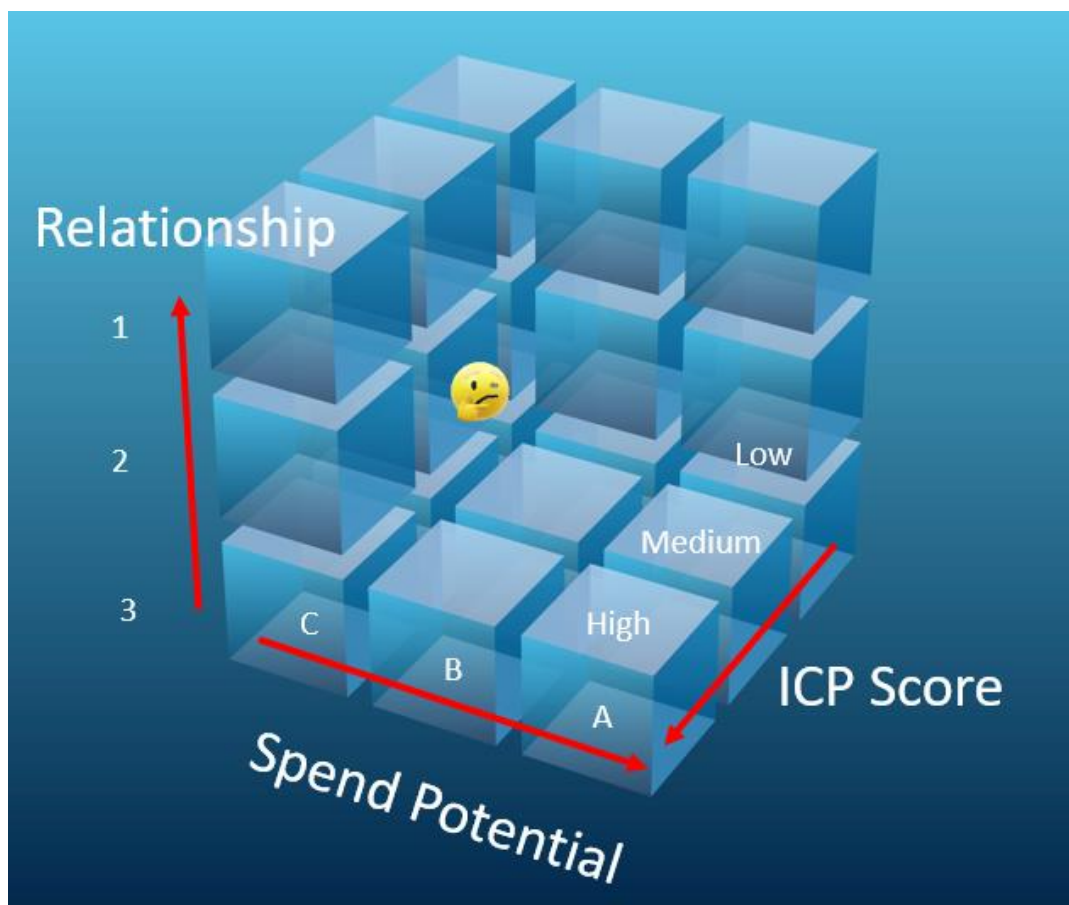 Relationship
1
2
Low
Medium
3
C
High
B
ICP Score
A
Spend Potential